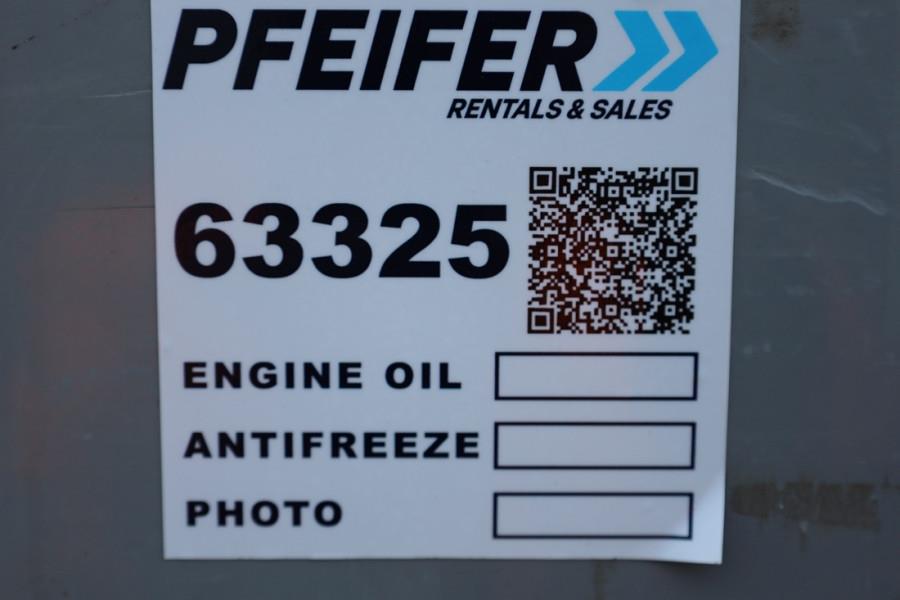 PFEIFER
RENTALS & SALES
63325
ENGINE OIL
ANTIFREEZE
PHOTO